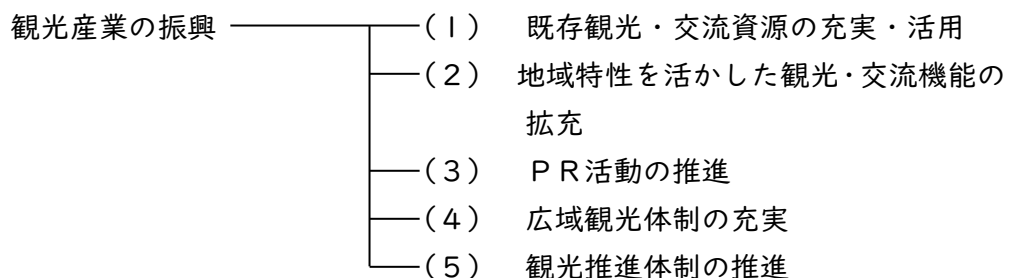 観光産業の振興 (1) 既存観光・交流資源の充実・活用
(2) 地域特性を活かした観光・交流機能の
拡充
(3) PR活動の推進
(4) 広域観光体制の充実
(5) 観光推進体制の推進